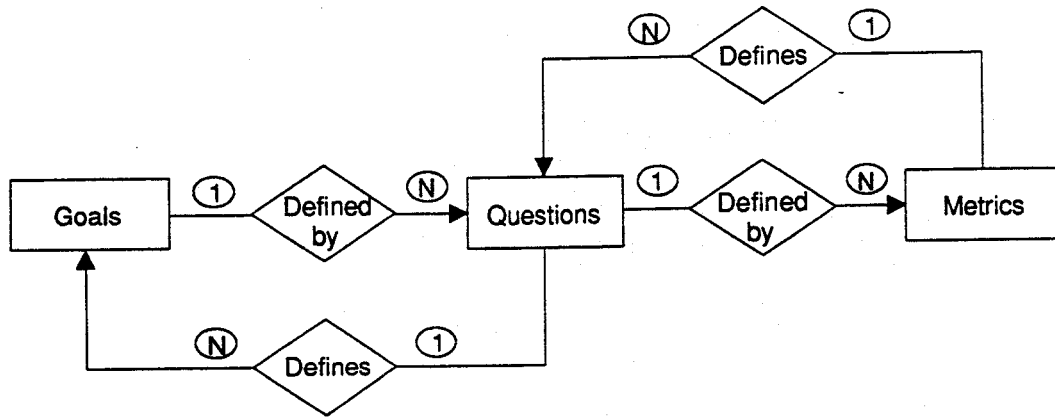 N
Defines
1
Goals
1
Defined
by
N
Questions
1
Defined
by
N
Metrics
N
Defines
1